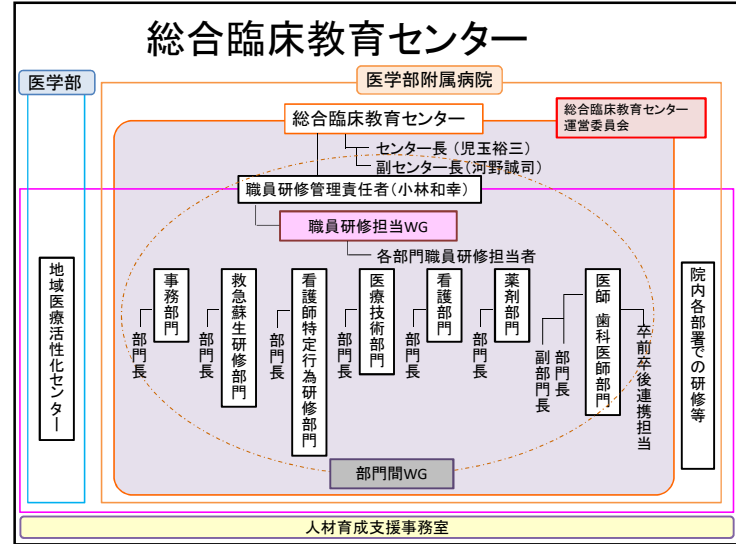 総合臨床教育センター
医学部
医学部附属病院
総合臨床教育センター
運営委員会
総合臨床教育センター
センター長(児玉裕三)
副センター長(河野誠司)
職員研修管理責任者(小林和幸)
職員研修担当WG
各部門職員研修担当者
地域医療活性化センター
事務部門
部門長
救急蘇生研修部門
部門長
看護師特定行為研修部門
部門長
医療技術部門
部門長
看護部門
部門長
薬剤部門
部門長
医師 歯科医師部門
部門長
副部門長
卒前卒後連携担当
院内各部署での研修等
部門間WG
人材育成支援事務室